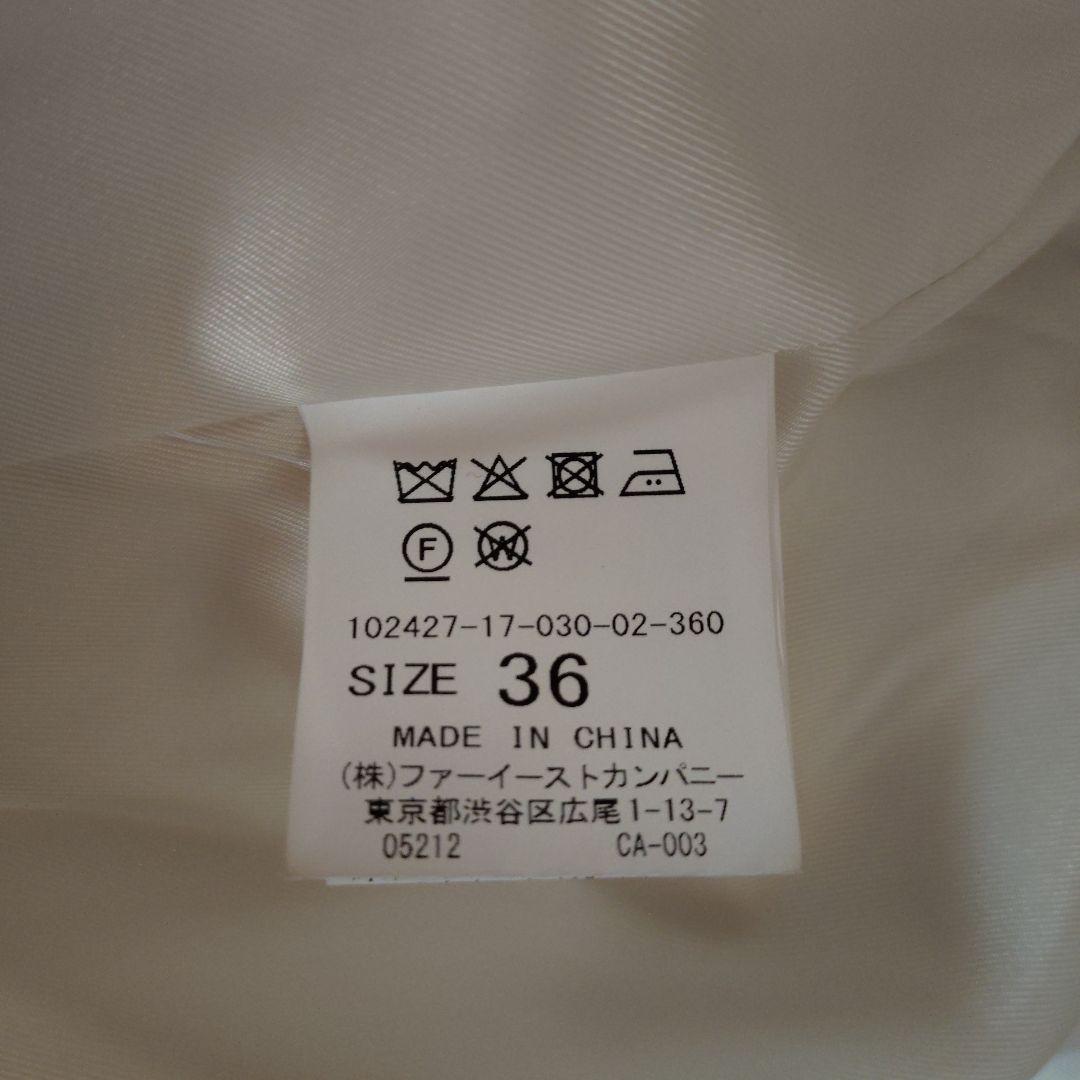 F W
102427-17-030-02-360
SIZE 36
MADE IN CHINA
(株)ファーイーストカンパニー
東京都渋谷区広尾1-13-7
05212 CA-003